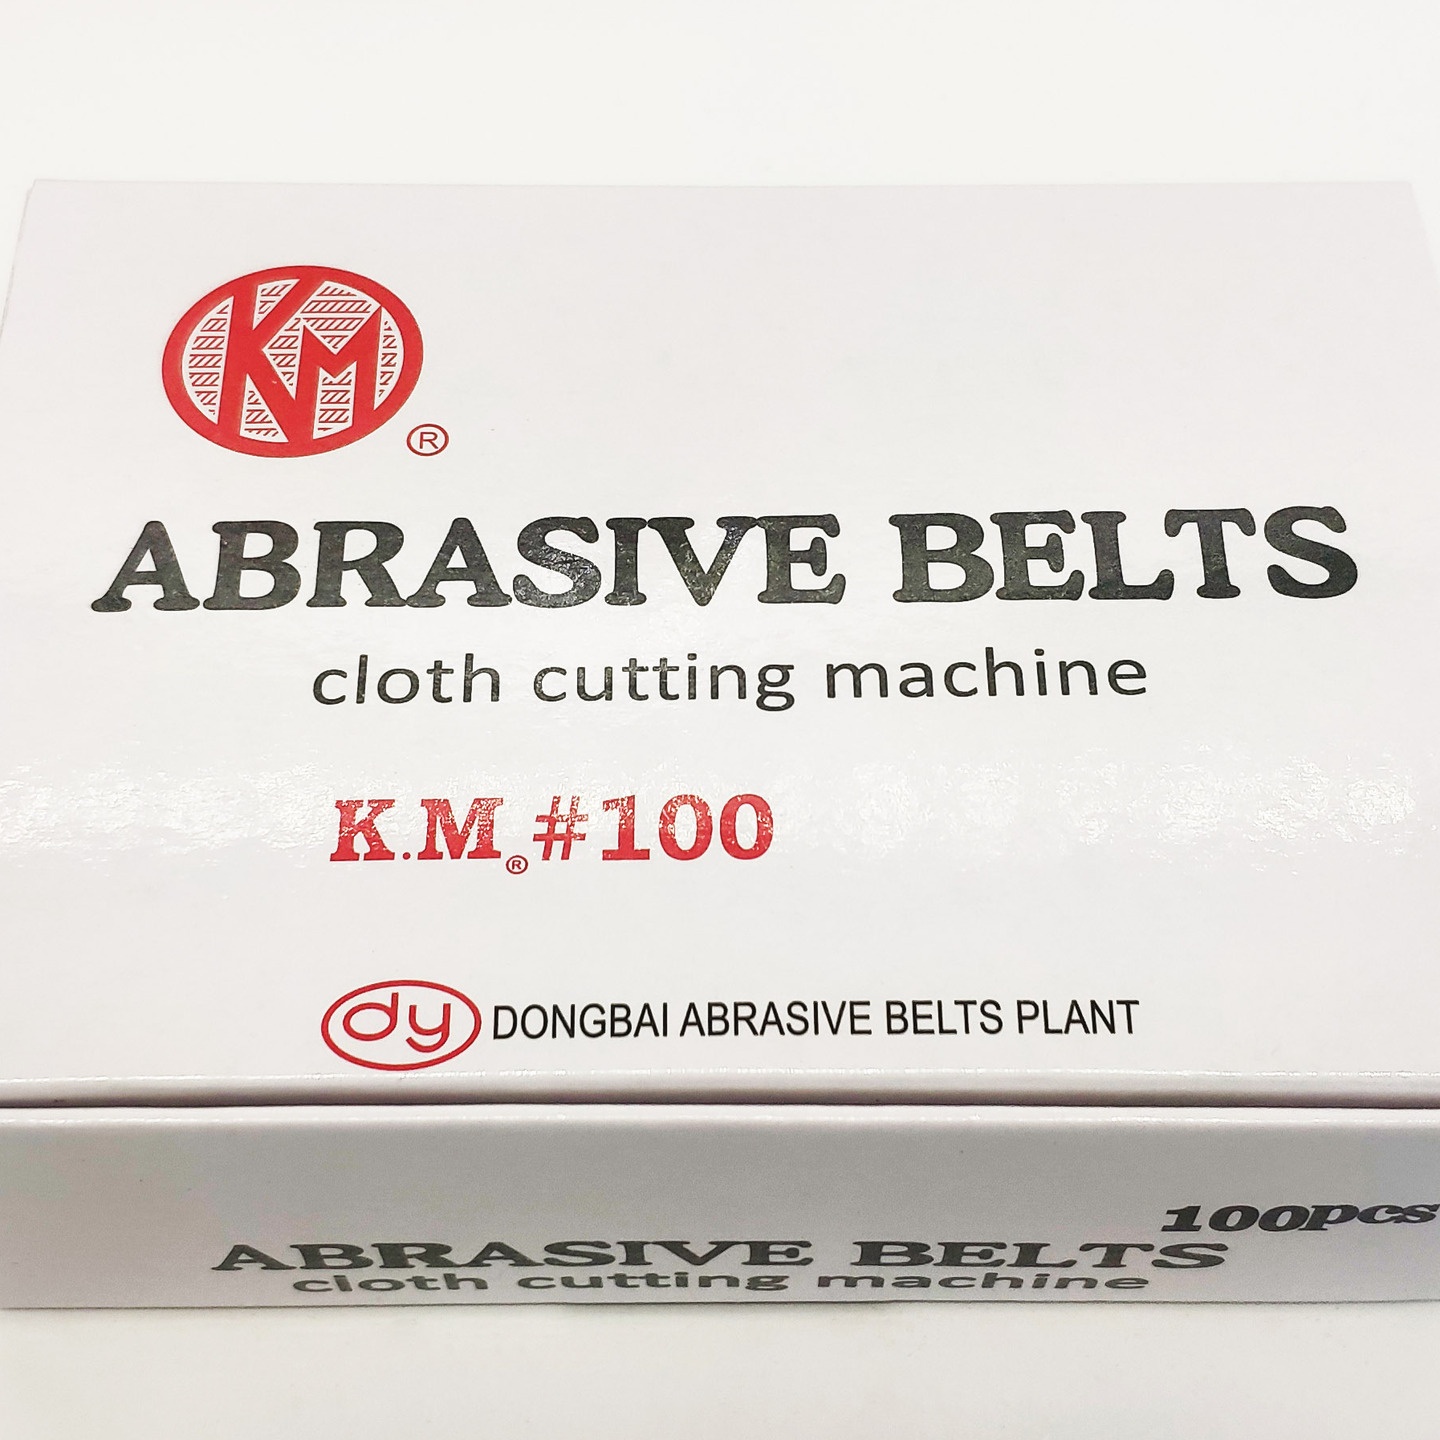 KM ®
ABRASIVE BELTS
cloth cutting machine
K.M® #100
dy DONGBAI ABRASIVE BELTS PLANT
100pcs
ABRASIVE BELTS
cloth cutting machine